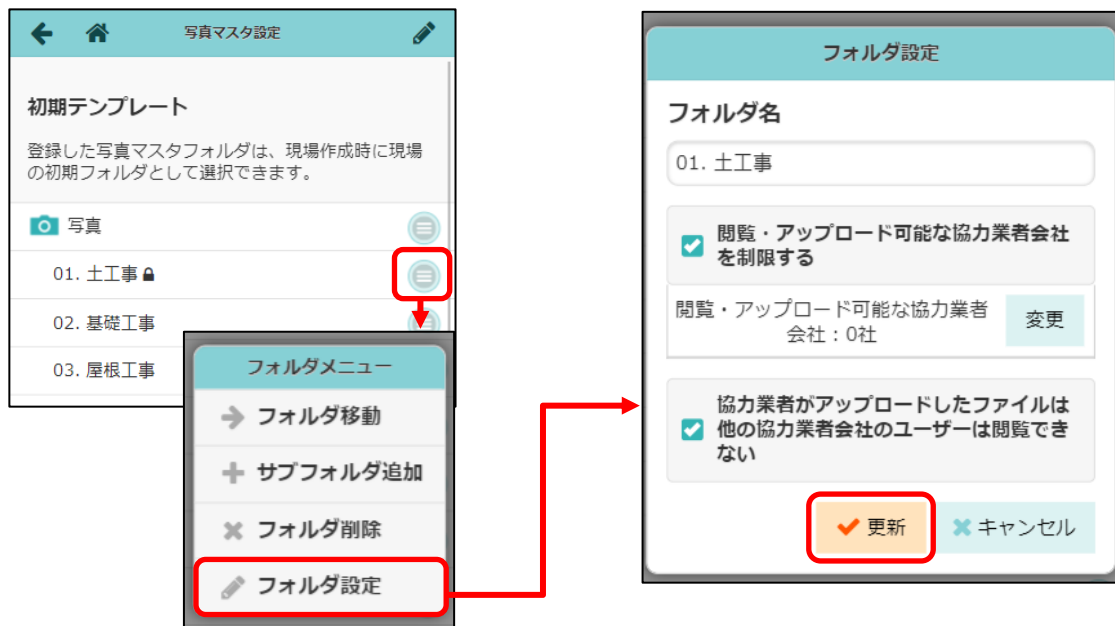 写真マスタ設定
初期テンプレート
登録した写真マスタフォルダは、現場作成時に現場
の初期フォルダとして選択できます。
写真
01. 土工事
02. 基礎工事
03. 屋根工事
フォルダメニュー
フォルダ移動
サブフォルダ追加
フォルダ削除
フォルダ設定
フォルダ設定
フォルダ名
01. 土工事
閲覧・アップロード可能な協力業者会社
を制限する
閲覧・アップロード可能な協力業者
会社：0社
変更
協力業者がアップロードしたファイルは
他の協力業者会社のユーザーは閲覧でき
ない
更新
キャンセル